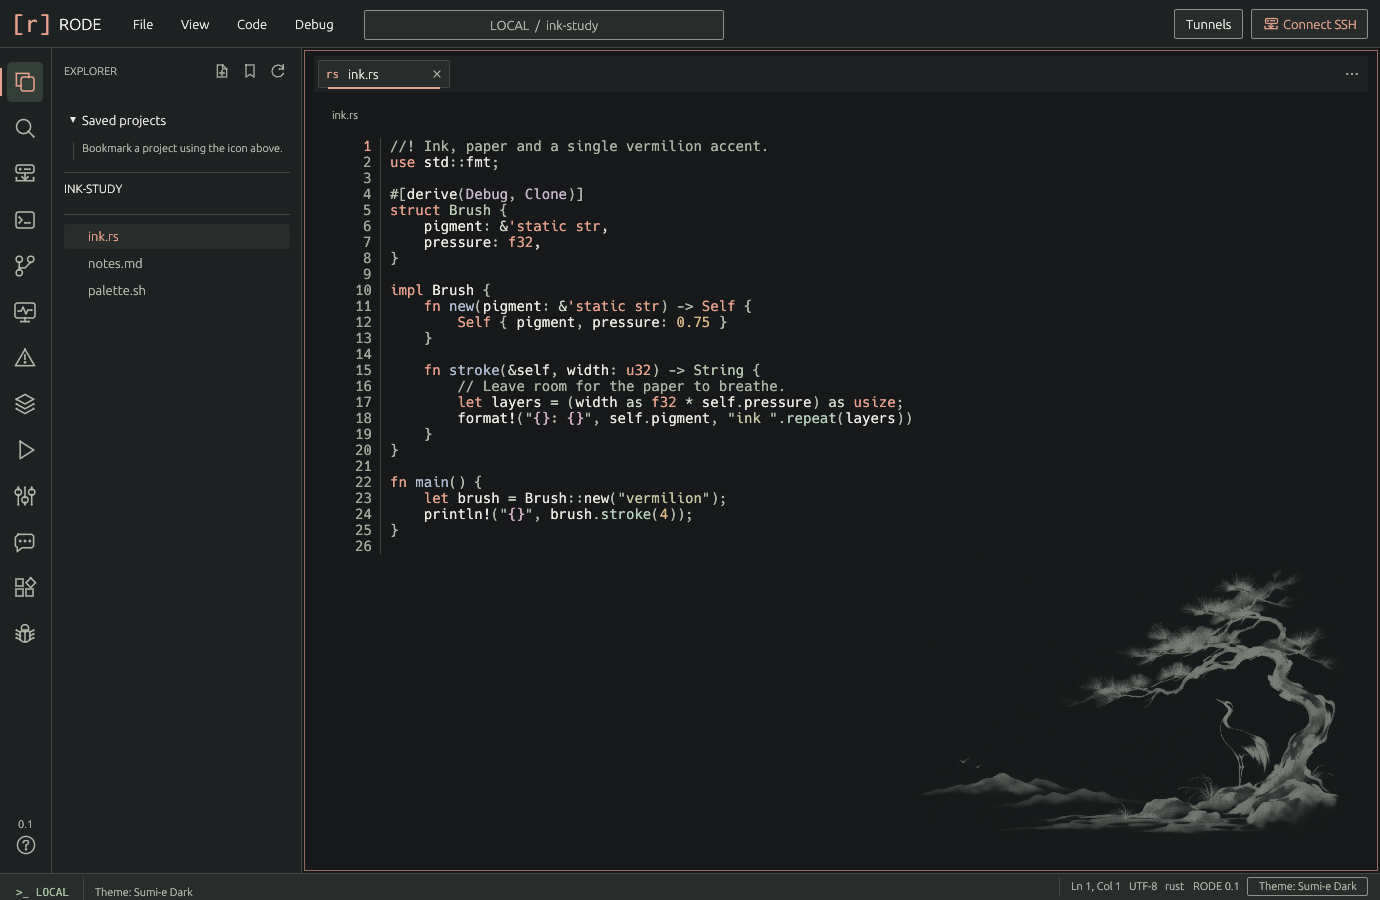 [r] RODE File View Code Debug LOCAL / ink-study Tunnels Connect SSH
EXPLORER
▼ Saved projects
Bookmark a project using the icon above.
INK-STUDY
ink.rs
notes.md
palette.sh
0.1
rs ink.rs ×
ink.rs
1 //! Ink, paper and a single vermilion accent.
2 use std::fmt;
3
4 #[derive(Debug, Clone)]
5 struct Brush {
6     pigment: &'static str,
7     pressure: f32,
8 }
9
10 impl Brush {
11     fn new(pigment: &'static str) -> Self {
12         Self { pigment, pressure: 0.75 }
13     }
14
15     fn stroke(&self, width: u32) -> String {
16         // Leave room for the paper to breathe.
17         let layers = (width as f32 * self.pressure) as usize;
18         format!("{}: {}", self.pigment, "ink ".repeat(layers))
19     }
20 }
21
22 fn main() {
23     let brush = Brush::new("vermilion");
24     println!("{}", brush.stroke(4));
25 }
26
>_ LOCAL Theme: Sumi-e Dark Ln 1, Col 1 UTF-8 rust RODE 0.1 Theme: Sumi-e Dark